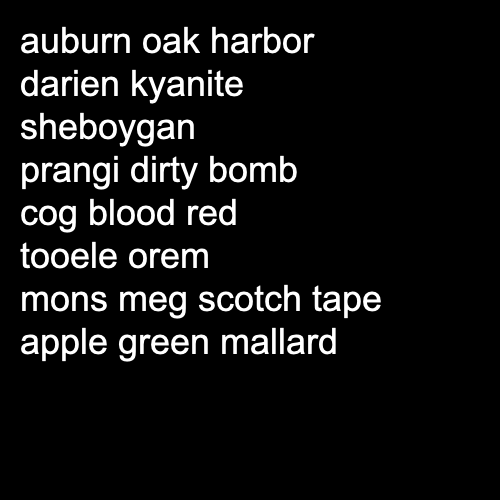 auburn oak harbor
darien kyanite
sheboygan
prangi dirty bomb
cog blood red
tooele orem
mons meg scotch tape
apple green mallard